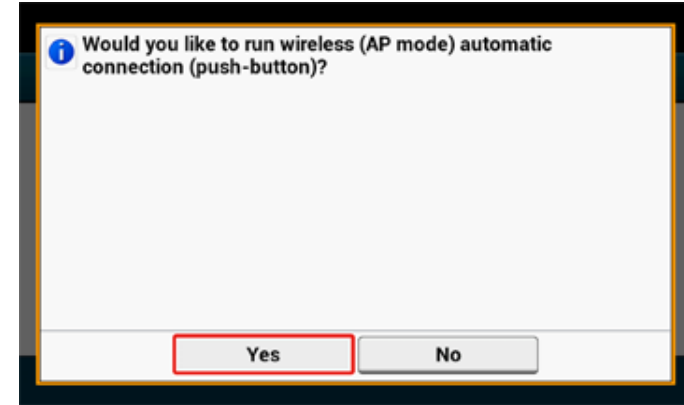 Would you like to run wireless (AP mode) automatic
connection (push-button)?
Yes
No